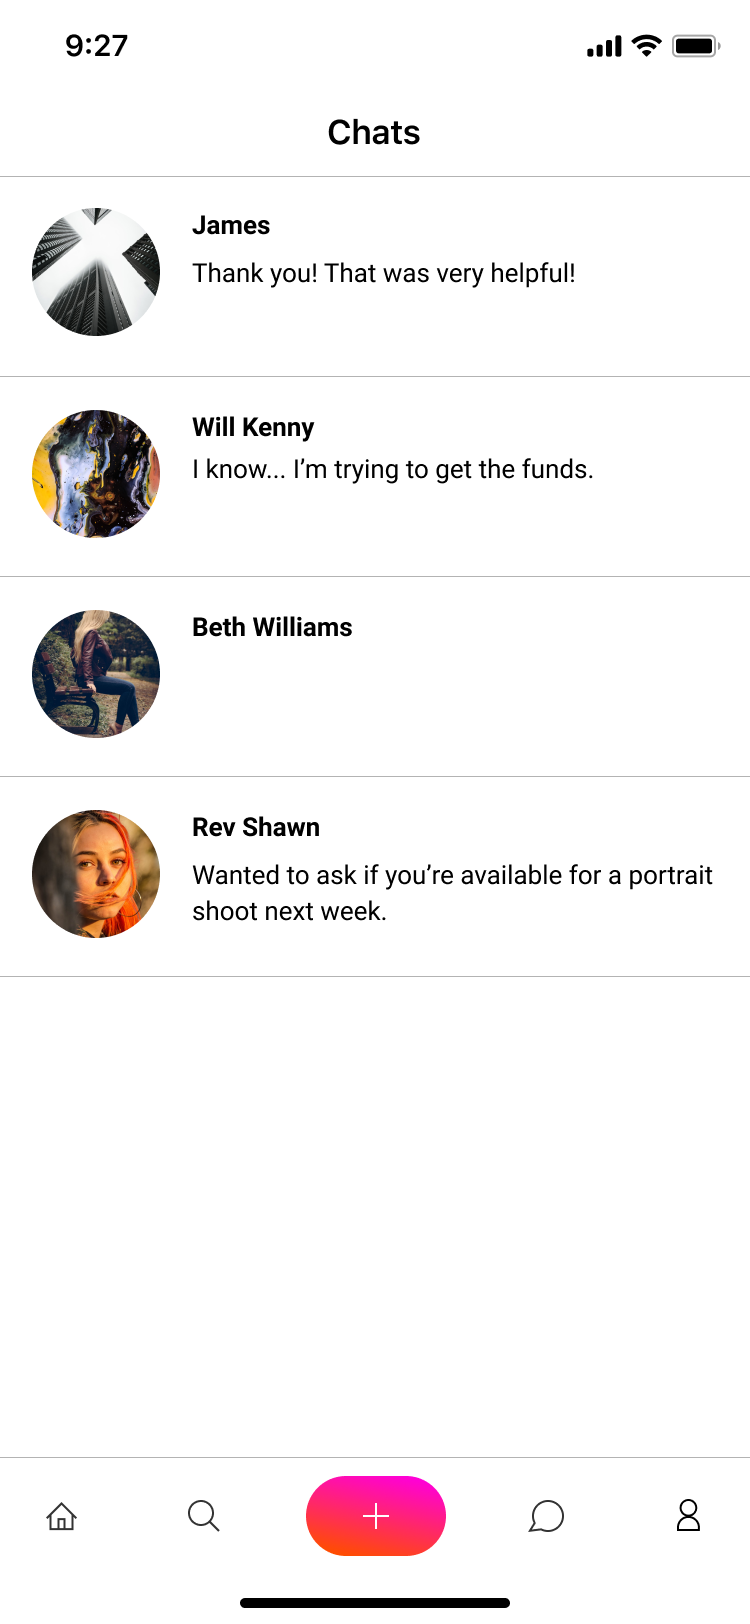 9:27
Chats
James
Thank you! That was very helpful!
Will Kenny
I know... I’m trying to get the funds.
Beth Williams
Rev Shawn
Wanted to ask if you’re available for a portrait
shoot next week.